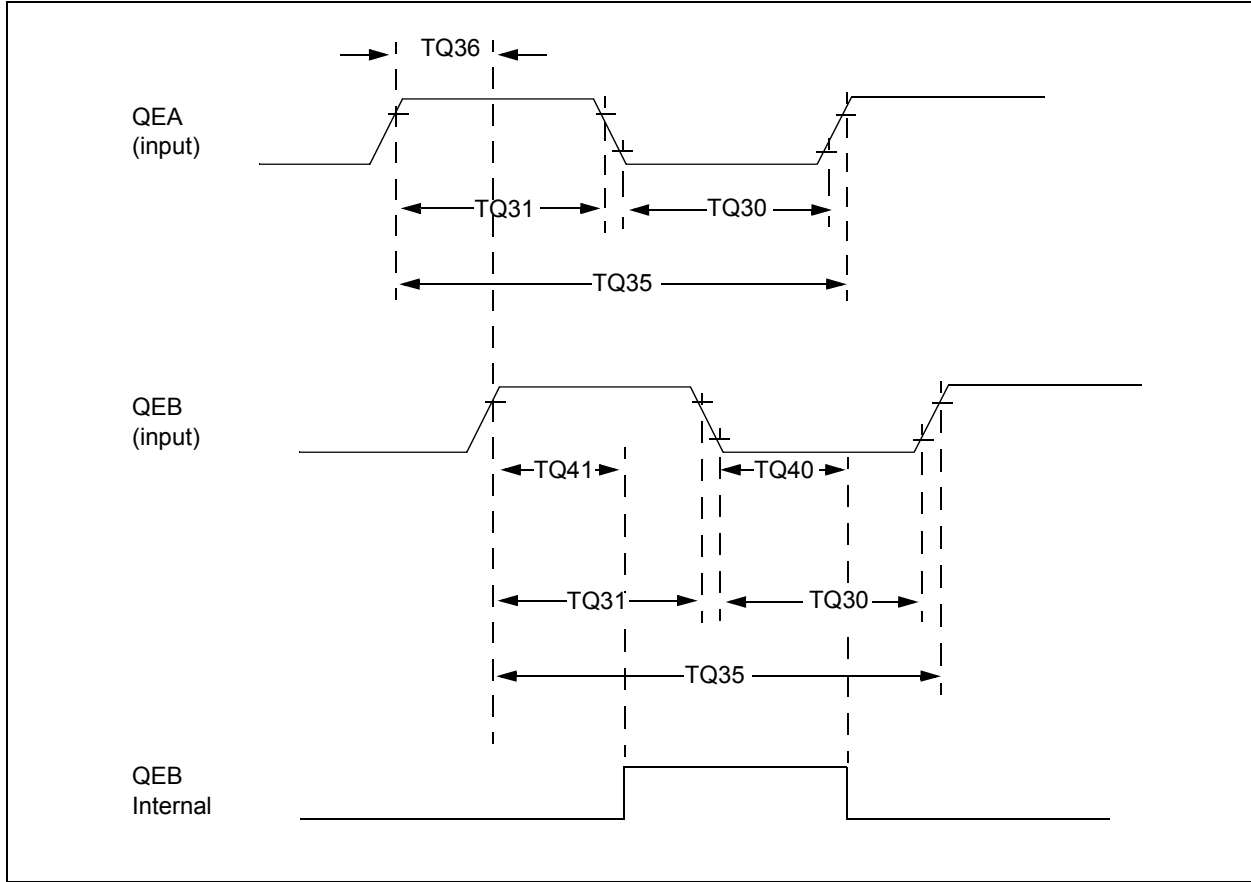 TQ36
QEA
(input)
TQ31
TQ30
TQ35
QEB
(input)
TQ41
TQ40
TQ31
TQ30
TQ35
QEB
Internal